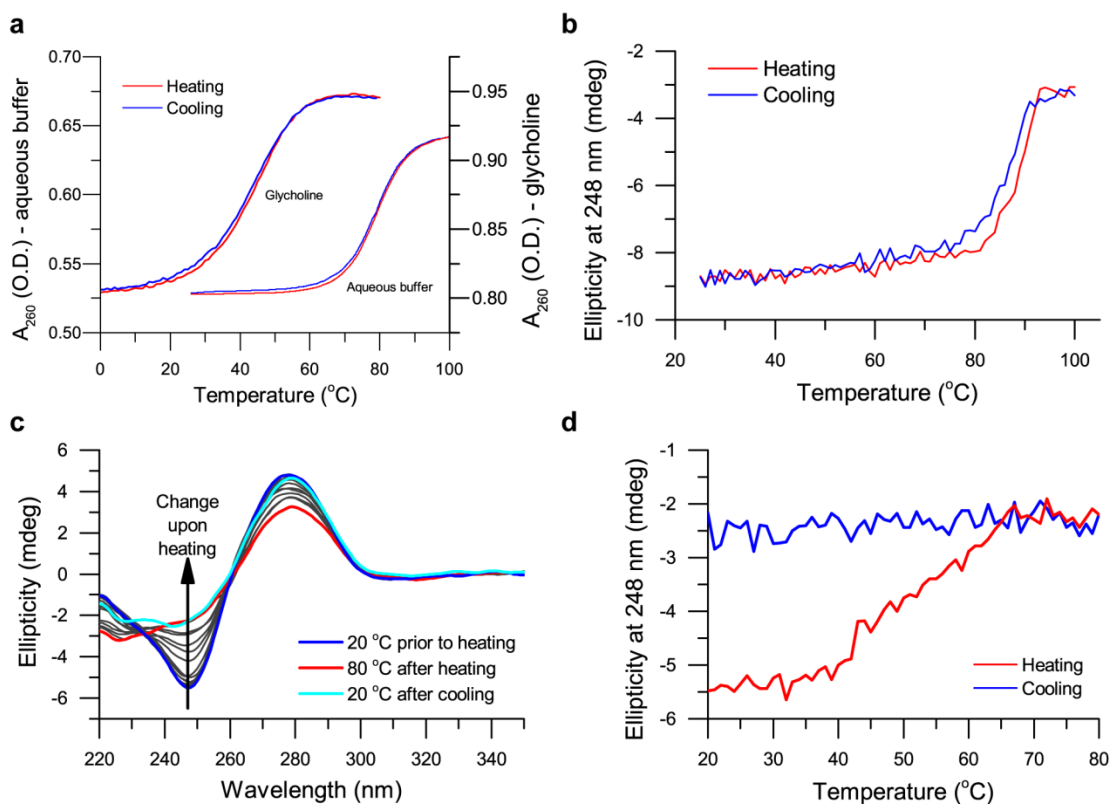 a
0.70
0.65
0.60
0.55
0.50
A260 (O.D.) - aqueous buffer
Heating
Cooling
Glycholine
Aqueous buffer
0.95
0.90
0.85
0.80
A260 (O.D.) - glycholine
0 20 40 60 80 100
Temperature (°C)
b
-2
-4
-6
-8
-10
Ellipticity at 248 nm (mdeg)
Heating
Cooling
20 40 60 80 100
Temperature (°C)
c
6
4
2
0
-2
-4
-6
Ellipticity (mdeg)
Change
upon
heating
20 °C prior to heating
80 °C after heating
20 °C after cooling
220 240 260 280 300 320 340
Wavelength (nm)
d
-1
-2
-3
-4
-5
-6
Ellipticity at 248 nm (mdeg)
Heating
Cooling
20 30 40 50 60 70 80
Temperature (°C)